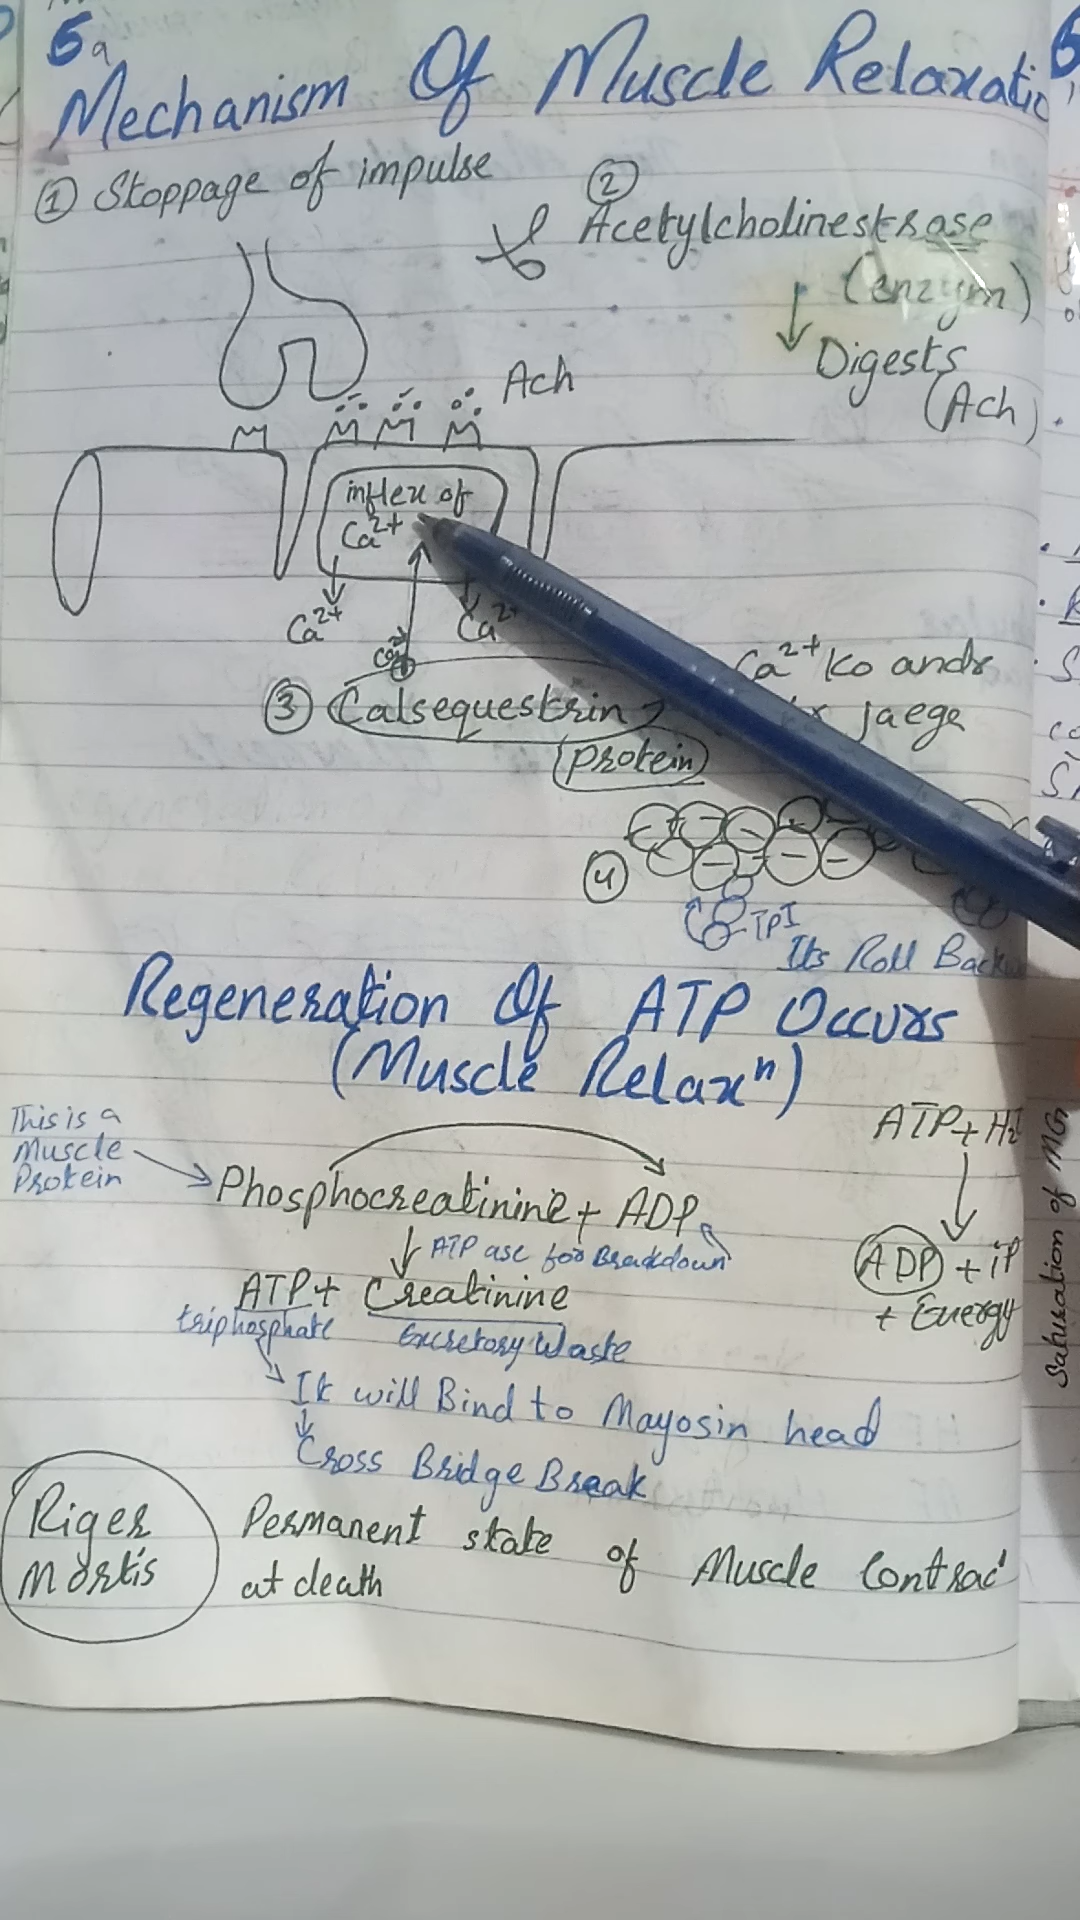 5a
Mechanism Of Muscle Relaxatio
① Stoppage of impulse
②
Acetylcholinestrase
(enzym)
Digests
(Ach)
Ach
influx of
Ca2+
Ca2+
Ca2+
③ Calsequestrin
(Protein)
Ca2+ Ko andr
jaega
④
TpI
Its Roll Back
Regeneration Of ATP Occurs
(Muscle Relaxn)
This is a
Muscle
Protein
Phosphocreatinine + ADP
ATP ase for Breakdown
ATP + Creatinine
triphosphate
Excretory Waste
It will Bind to Mayosin head
Cross Bridge Break
ATP + H2
ADP + iP
+ Energy
Riger
Mortis
Permanent state of Muscle Contrac
at death
Saturation of